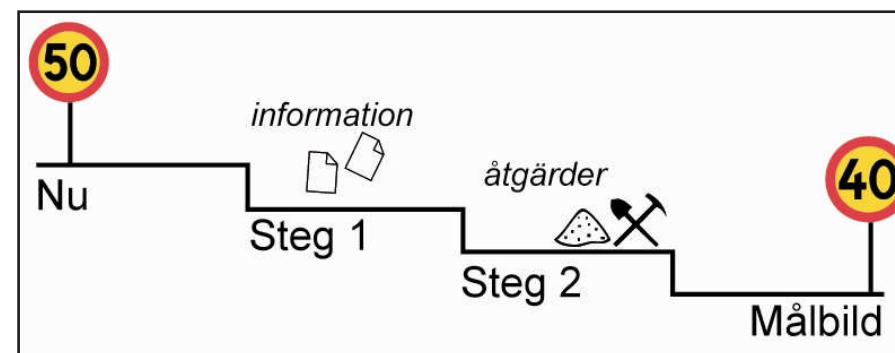 50
information
40
åtgärder
Nu
Steg 1
Steg 2
Målbild